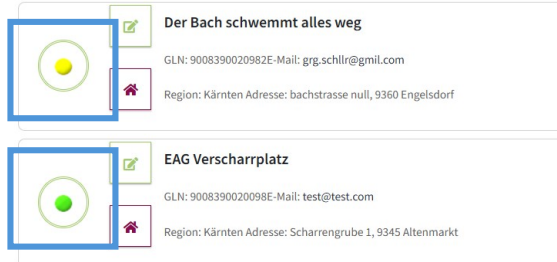 Der Bach schwemmt alles weg
GLN: 9008390020982E-Mail: grg.schllr@gmil.com
Region: Kärnten Adresse: bachstrasse null, 9360 Engelsdorf
EAG Verscharrplatz
GLN: 9008390020098E-Mail: test@test.com
Region: Kärnten Adresse: Scharrengrube 1, 9345 Altenmarkt